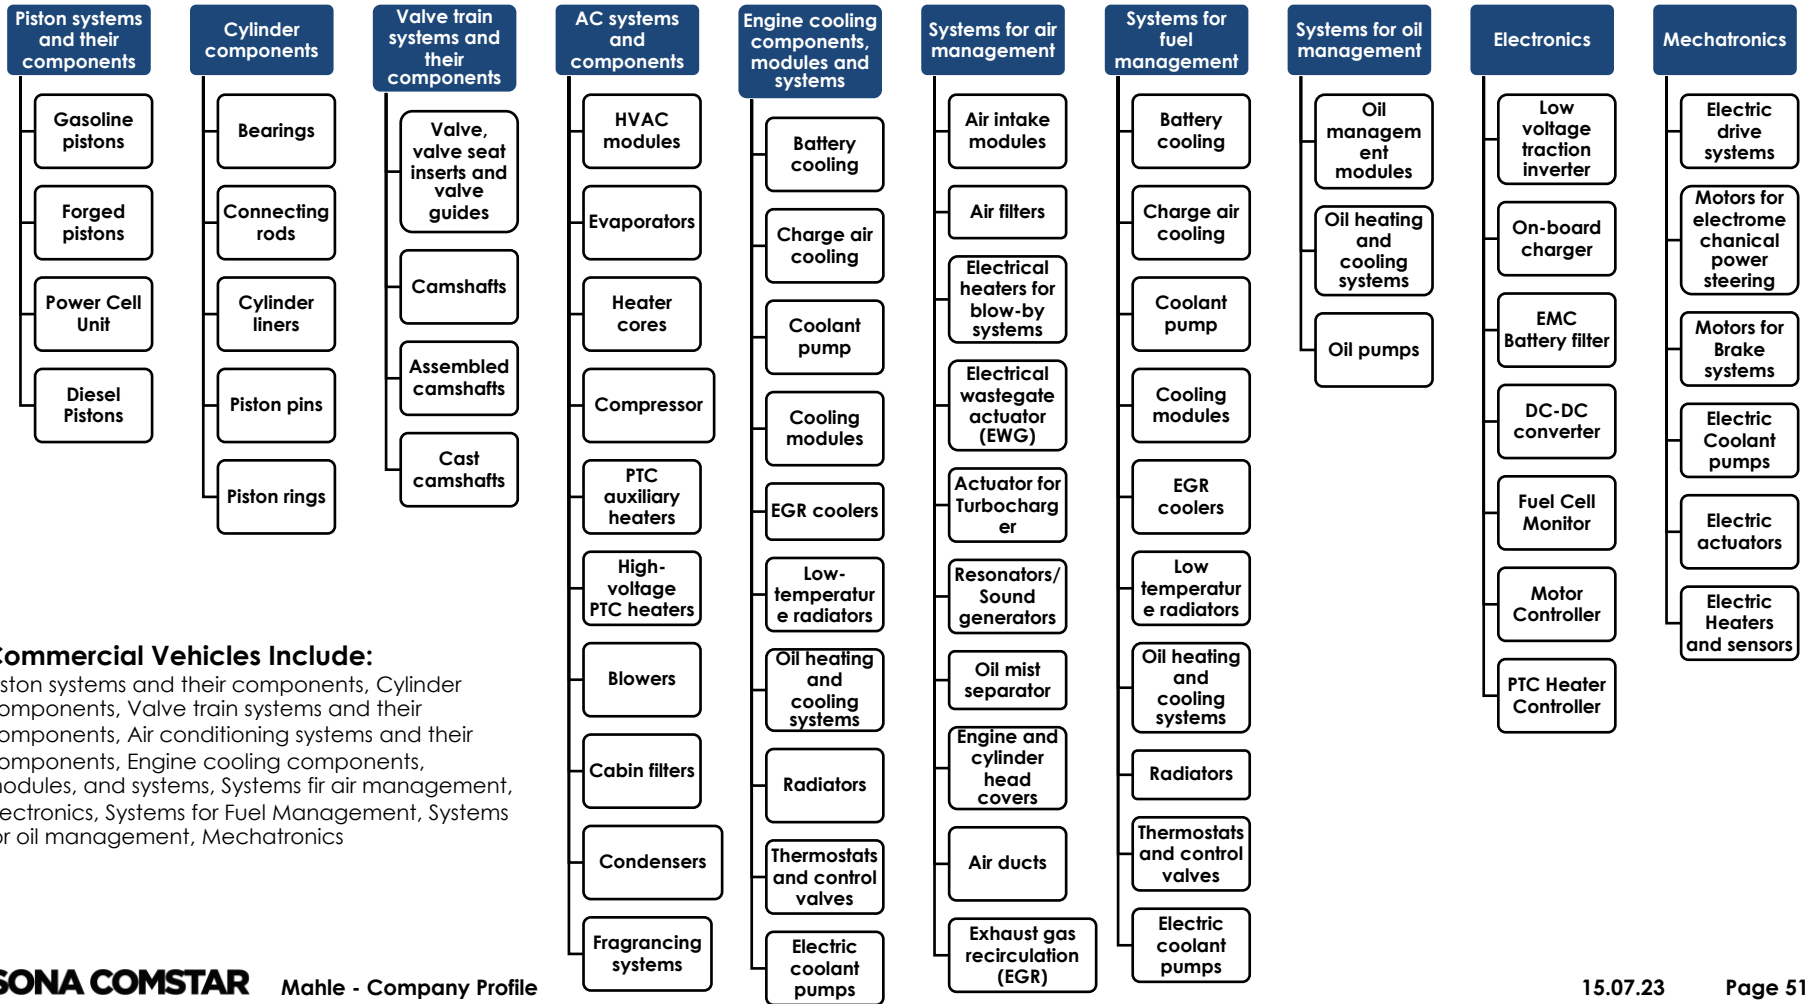 Piston systems
and their
components
Gasoline
pistons
Forged
pistons
Power Cell
Unit
Diesel
Pistons
Cylinder
components
Bearings
Connecting
rods
Cylinder
liners
Piston pins
Piston rings
Valve train
systems and
their
components
Valve,
valve seat
inserts and
valve
guides
Camshafts
Assembled
camshafts
Cast
camshafts
AC systems
and
components
HVAC
modules
Evaporators
Heater
cores
Compressor
PTC
auxiliary
heaters
High-
voltage
PTC heaters
Blowers
Cabin filters
Condensers
Fragrancing
systems
Engine cooling
components,
modules and
systems
Battery
cooling
Charge air
cooling
Coolant
pump
Cooling
modules
EGR coolers
Low-
temperatur
e radiators
Oil heating
and
cooling
systems
Radiators
Thermostats
and control
valves
Electric
coolant
pumps
Systems for air
management
Air intake
modules
Air filters
Electrical
heaters for
blow-by
systems
Electrical
wastegate
actuator
(EWG)
Actuator for
Turbocharg
er
Resonators/
Sound
generators
Oil mist
separator
Engine and
cylinder
head
covers
Air ducts
Exhaust gas
recirculation
(EGR)
Systems for
fuel
management
Battery
cooling
Charge air
cooling
Coolant
pump
Cooling
modules
EGR
coolers
Low
temperatur
e radiators
Oil heating
and
cooling
systems
Radiators
Thermostats
and control
valves
Electric
coolant
pumps
Systems for oil
management
Oil
managem
ent
modules
Oil heating
and
cooling
systems
Oil pumps
Electronics
Low
voltage
traction
inverter
On-board
charger
EMC
Battery filter
DC-DC
converter
Fuel Cell
Monitor
Motor
Controller
PTC Heater
Controller
Mechatronics
Electric
drive
systems
Motors for
electrome
chanical
power
steering
Motors for
Brake
systems
Electric
Coolant
pumps
Electric
actuators
Electric
Heaters
and sensors
Commercial Vehicles Include:
iston systems and their components, Cylinder
omponents, Valve train systems and their
omponents, Air conditioning systems and their
omponents, Engine cooling components,
modules, and systems, Systems fir air management,
lectronics, Systems for Fuel Management, Systems
or oil management, Mechatronics
SONA COMSTAR
Mahle - Company Profile
15.07.23
Page 51